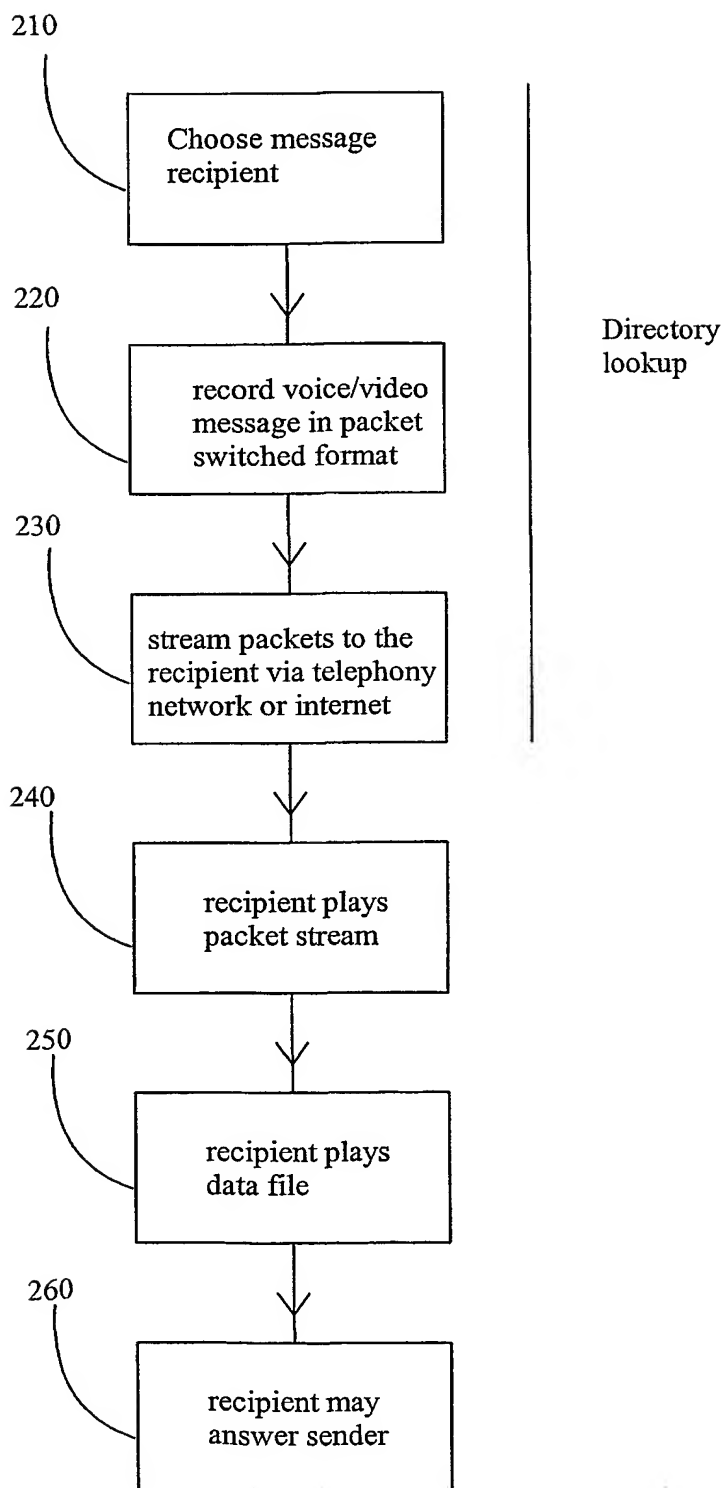 210
Choose message
recipient
220
Directory
lookup
record voice/video
message in packet
switched format
230
stream packets to the
recipient via telephony
network or internet
240
recipient plays
packet stream
250
recipient plays
data file
260
recipient may
answer sender